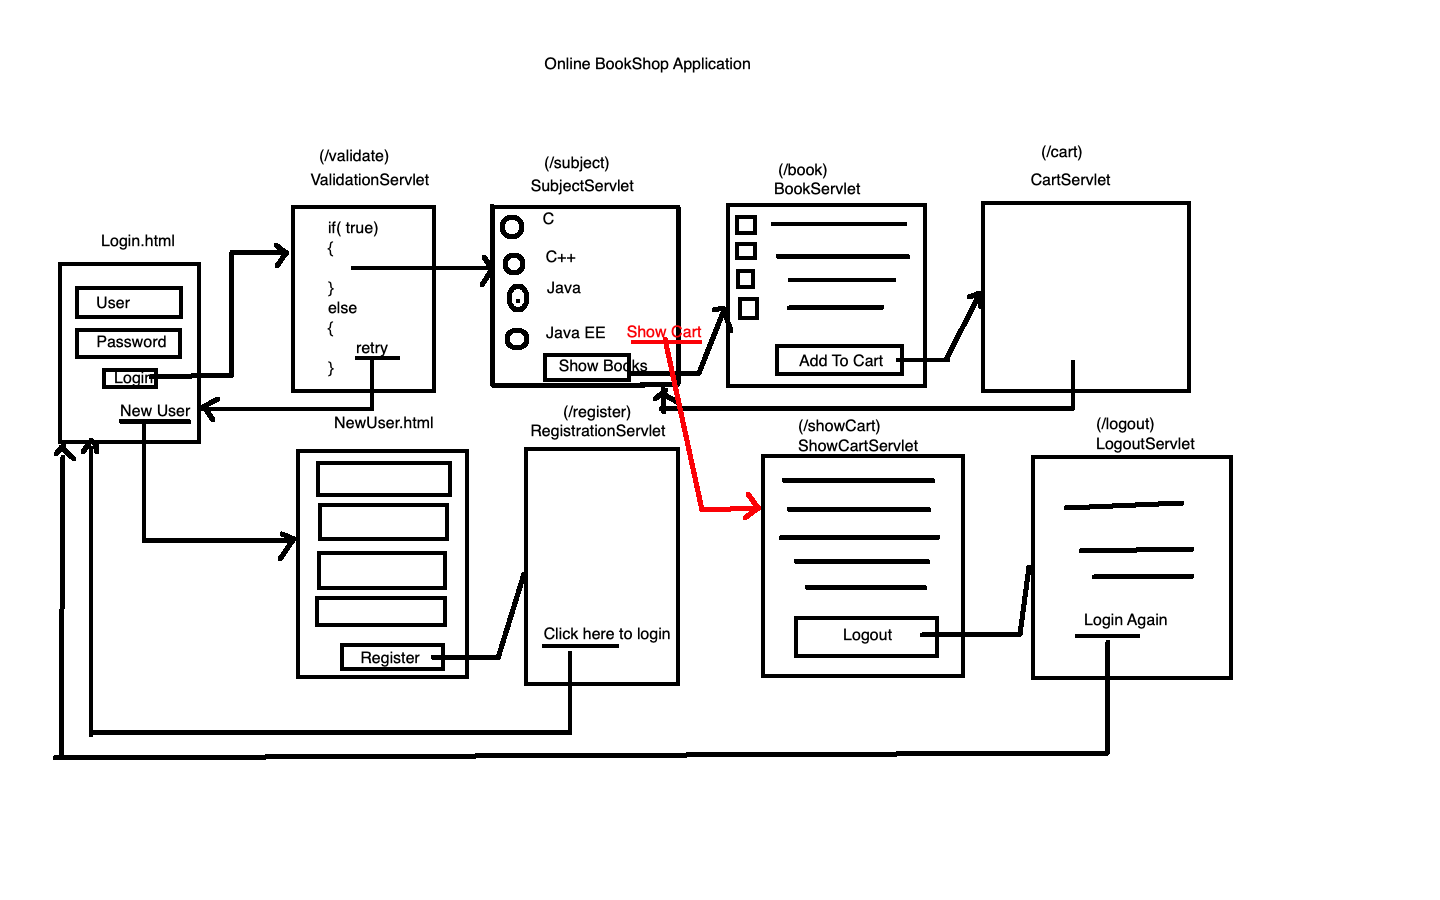 Online BookShop Application
(/validate)
ValidationServlet
(/subject)
SubjectServlet
(/book)
BookServlet
(/cart)
CartServlet
Login.html
User
Password
Login
New User
if( true)
{
}
else
{
retry
}
C
C++
Java
Java EE
Show Cart
Show Books
Add To Cart
NewUser.html
Register
(/register)
RegistrationServlet
Click here to login
(/showCart)
ShowCartServlet
Logout
(/logout)
LogoutServlet
Login Again